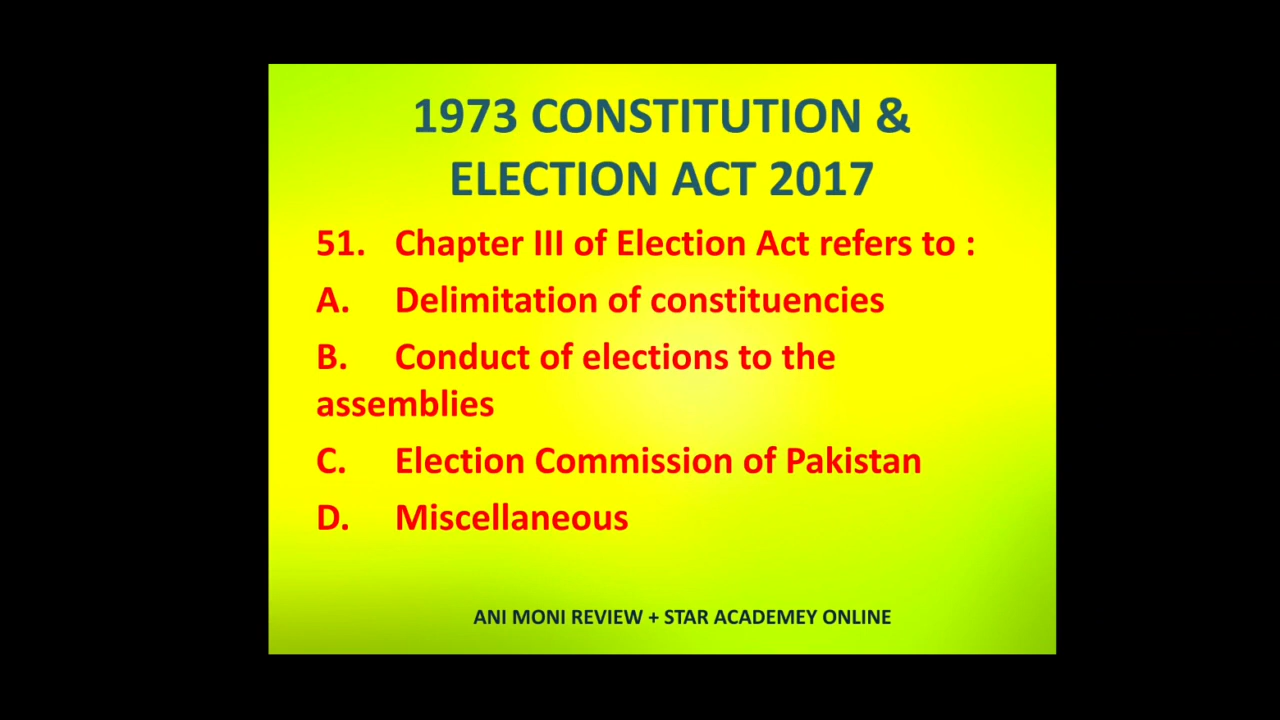 1973 CONSTITUTION &
ELECTION ACT 2017
51. Chapter III of Election Act refers to :
A. Delimitation of constituencies
B. Conduct of elections to the
assemblies
C. Election Commission of Pakistan
D. Miscellaneous
ANI MONI REVIEW + STAR ACADEMEY ONLINE